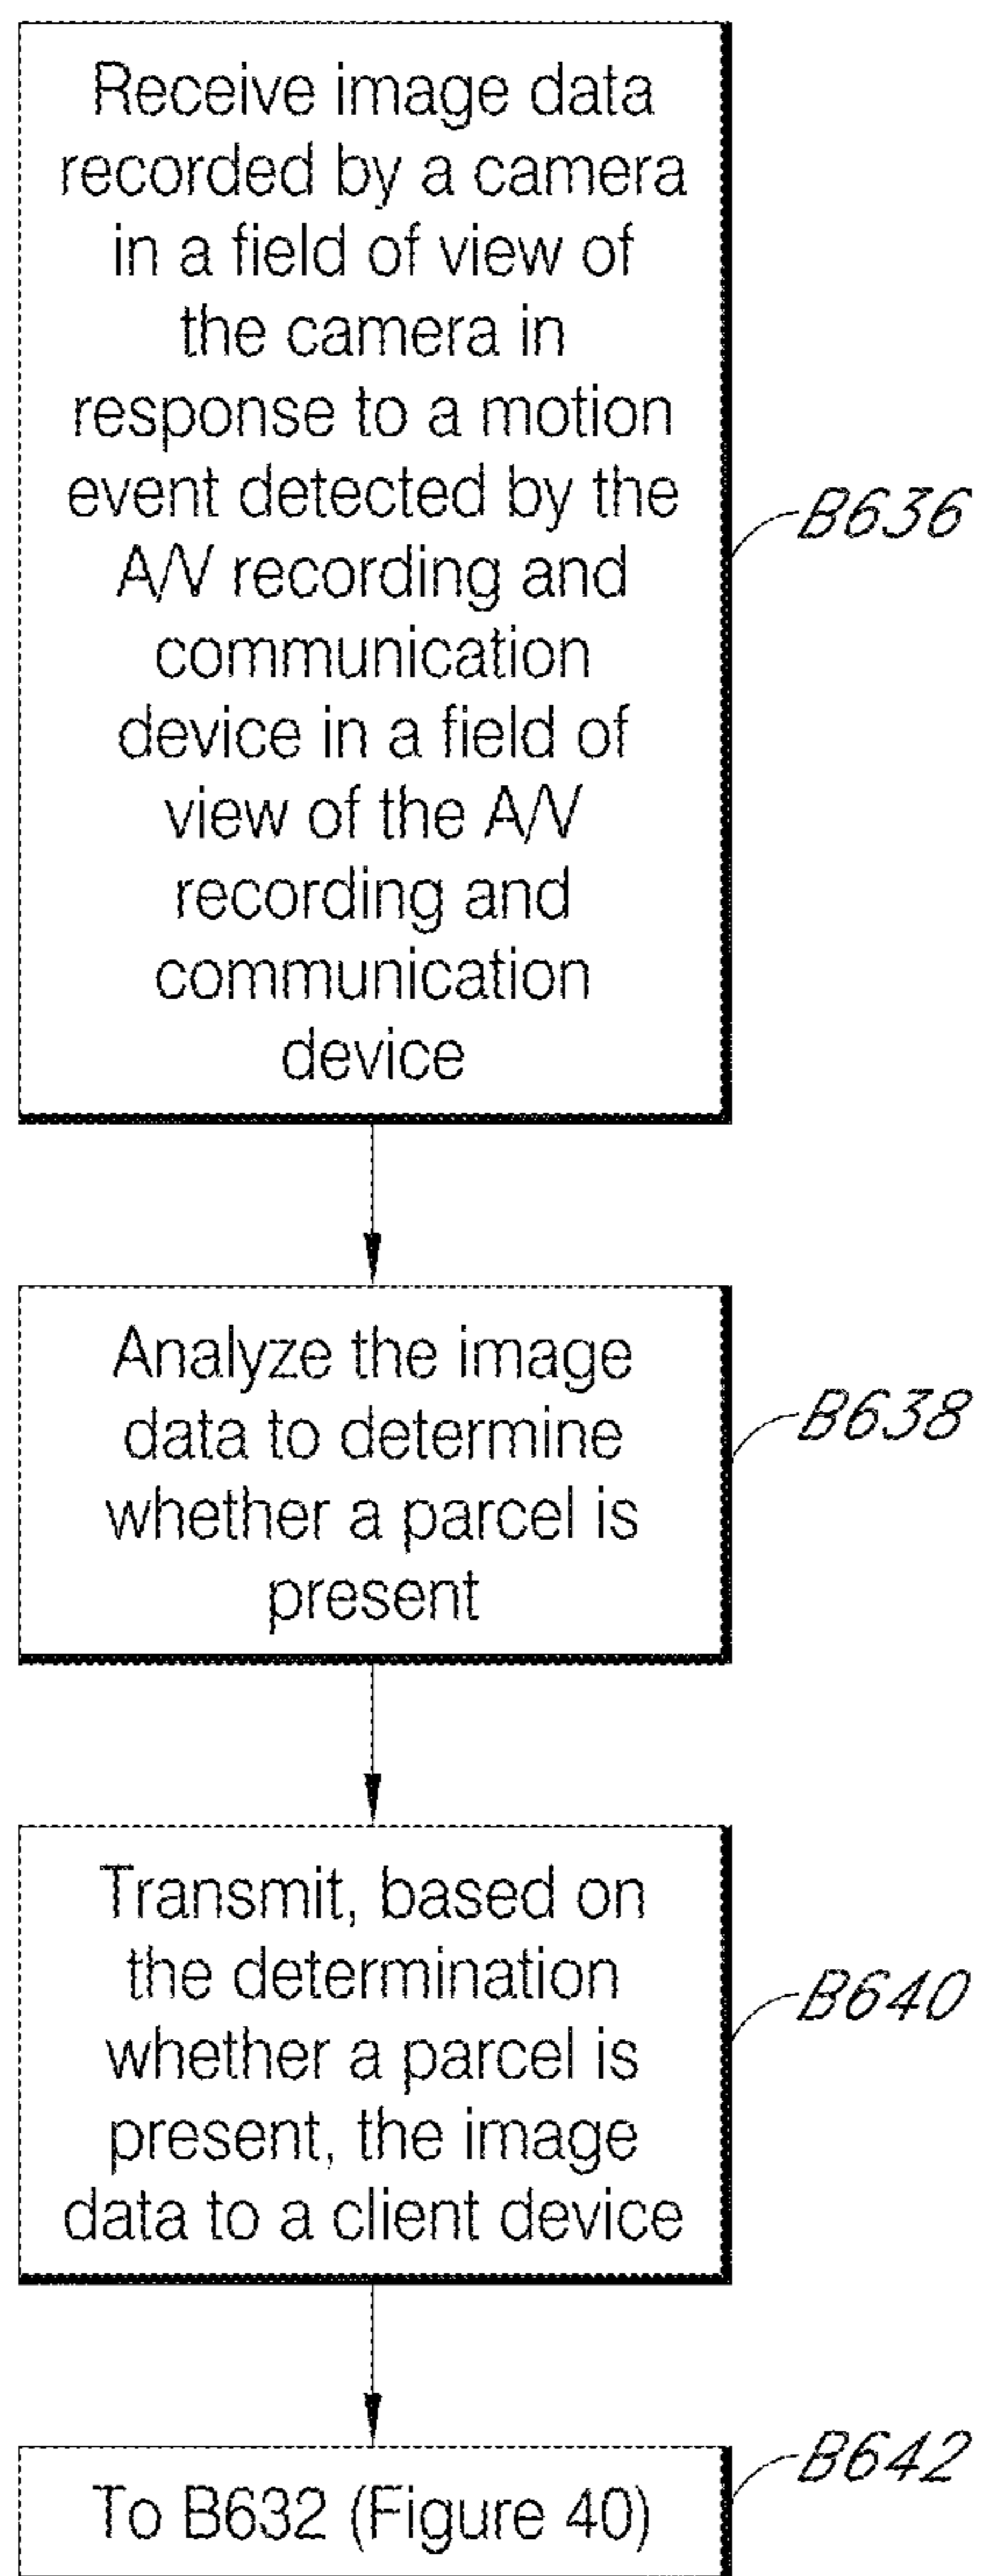 Receive image data
recorded by a camera
in a field of view of
the camera in
response to a motion
event detected by the
A/V recording and
communication
device in a field of
view of the A/V
recording and
communication
device
B636
Analyze the image
data to determine
whether a parcel is
present
B638
Transmit, based on
the determination
whether a parcel is
present, the image
data to a client device
B640
To B632 (Figure 40)
B642